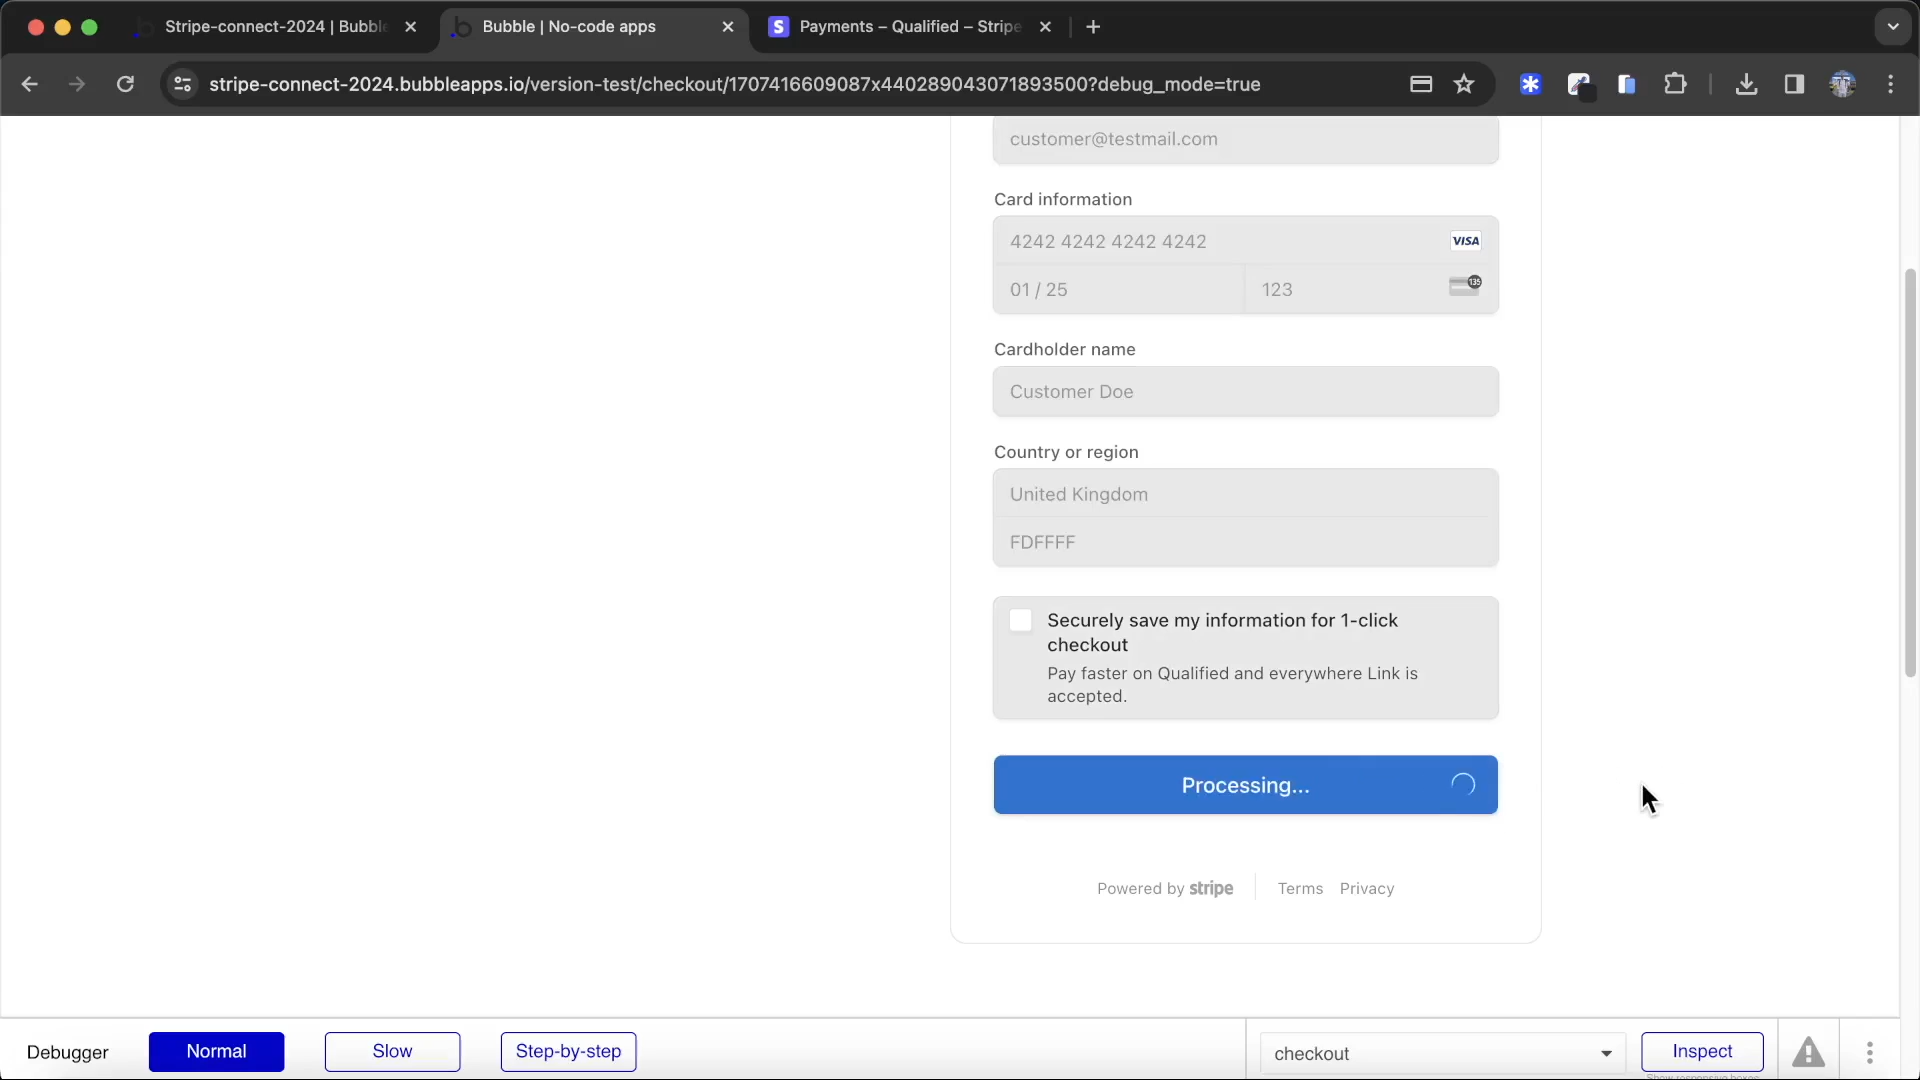 Stripe-connect-2024 | Bubble
Bubble | No-code apps
Payments – Qualified – Stripe
stripe-connect-2024.bubbleapps.io/version-test/checkout/1707416609087x440289043071893500?debug_mode=true
customer@testmail.com
Card information
4242 4242 4242 4242
VISA
01 / 25
123
135
Cardholder name
Customer Doe
Country or region
United Kingdom
FDFFFF
Securely save my information for 1-click
checkout
Pay faster on Qualified and everywhere Link is
accepted.
Processing...
Powered by stripe
Terms
Privacy
Debugger
Normal
Slow
Step-by-step
checkout
Inspect
Show responsive boxes